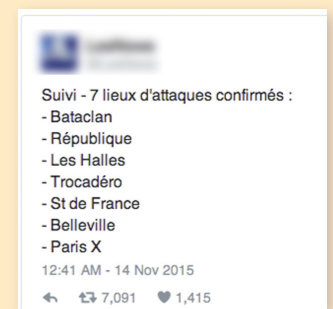 Suivi - 7 lieux d'attaques confirmés :
- Bataclan
- République
- Les Halles
- Trocadéro
- St de France
- Belleville
- Paris X
12:41 AM - 14 Nov 2015
7,091 1,415